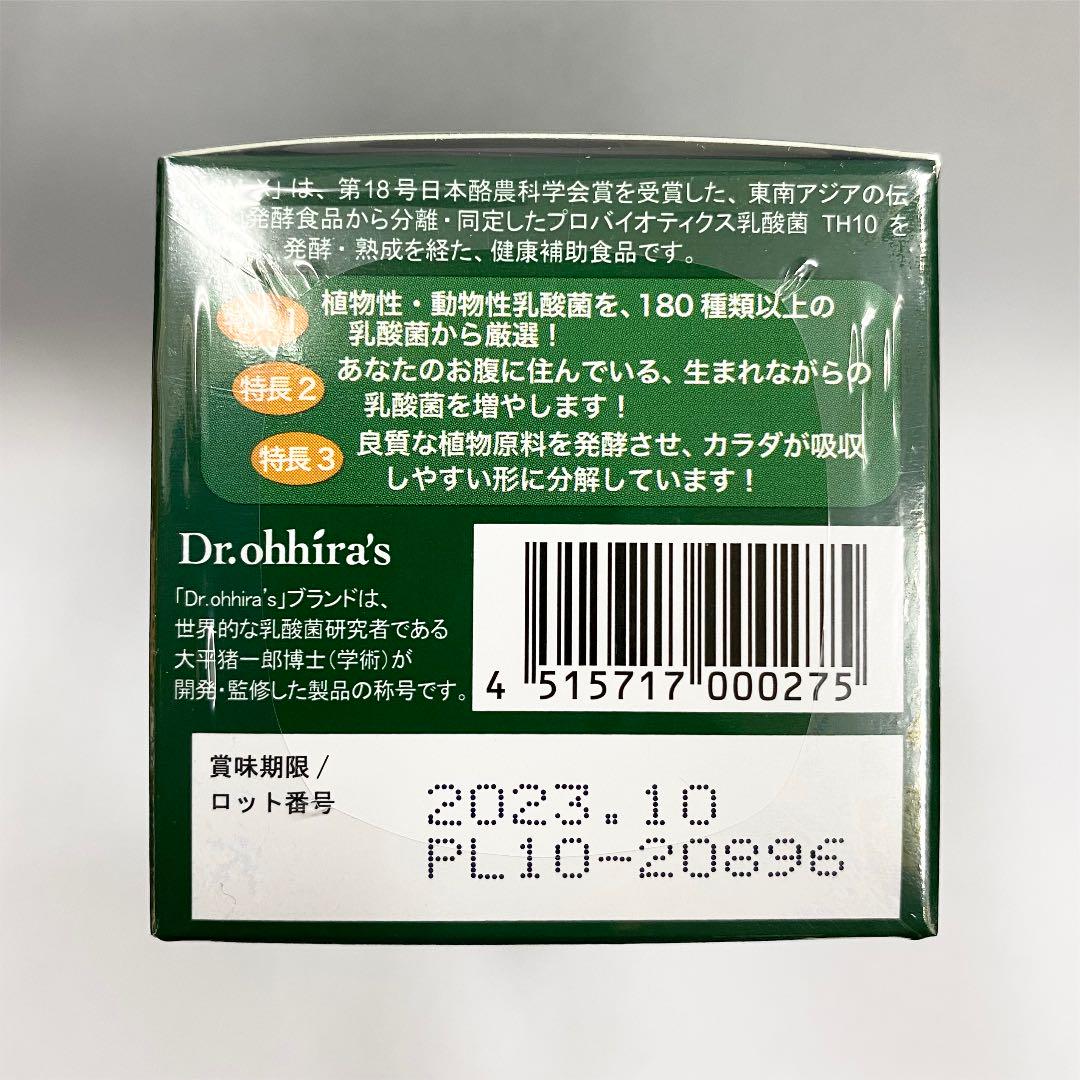 」は、第18号日本酪農科学会賞を受賞した、東南アジアの伝
発酵食品から分離・同定したプロバイオティクス乳酸菌 TH10 を
発酵・熟成を経た、健康補助食品です。
特長1 植物性・動物性乳酸菌を、180種類以上の
乳酸菌から厳選！
特長2 あなたのお腹に住んでいる、生まれながらの
乳酸菌を増やします！
特長3 良質な植物原料を発酵させ、カラダが吸収
しやすい形に分解しています！
Dr.ohhira's
「Dr.ohhira's」ブランドは、
世界的な乳酸菌研究者である
大平猪一郎博士（学術）が
開発・監修した製品の称号です。
4 515717 000275
賞味期限/
ロット番号
2023.10
PL10-20896